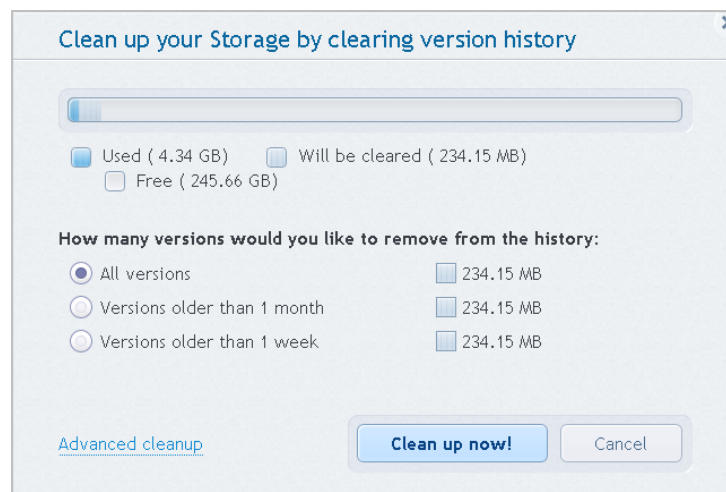 Clean up your Storage by clearing version history
Used ( 4.34 GB) Will be cleared ( 234.15 MB)
Free ( 245.66 GB)
How many versions would you like to remove from the history:
All versions 234.15 MB
Versions older than 1 month 234.15 MB
Versions older than 1 week 234.15 MB
Advanced cleanup Clean up now! Cancel